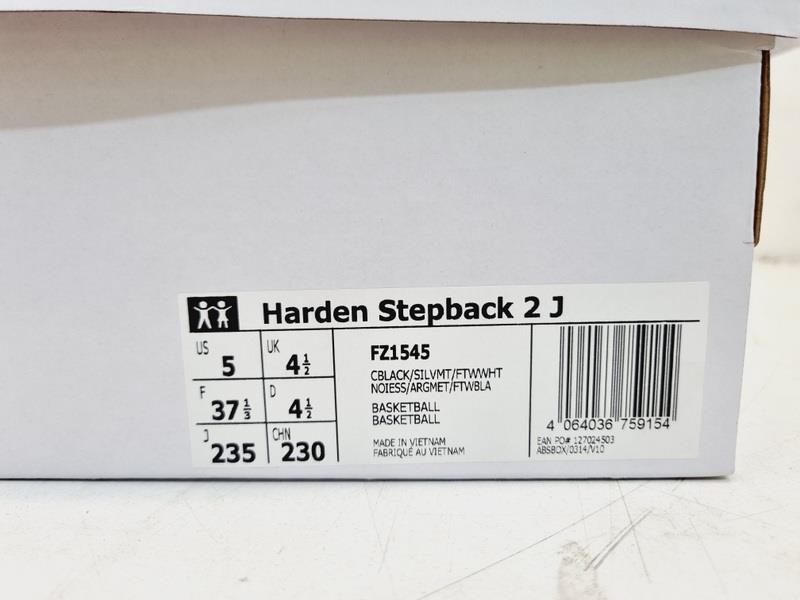 Harden Stepback 2 J
US 5 UK 4 1/2
F 37 1/3 D 4 1/2
J 235 CHN 230
FZ1545
CBLACK/SILVMT/FTWWHT
NOIESS/ARGMET/FTWBLA
BASKETBALL
BASKETBALL
MADE IN VIETNAM
FABRIQUÉ AU VIETNAM
4 064036 759154
EAN PO# 127024503
ABSBOX/0314/V10